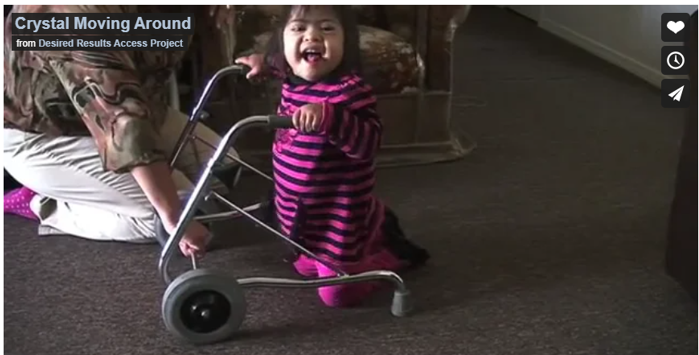 Crystal Moving Around
from Desired Results Access Project